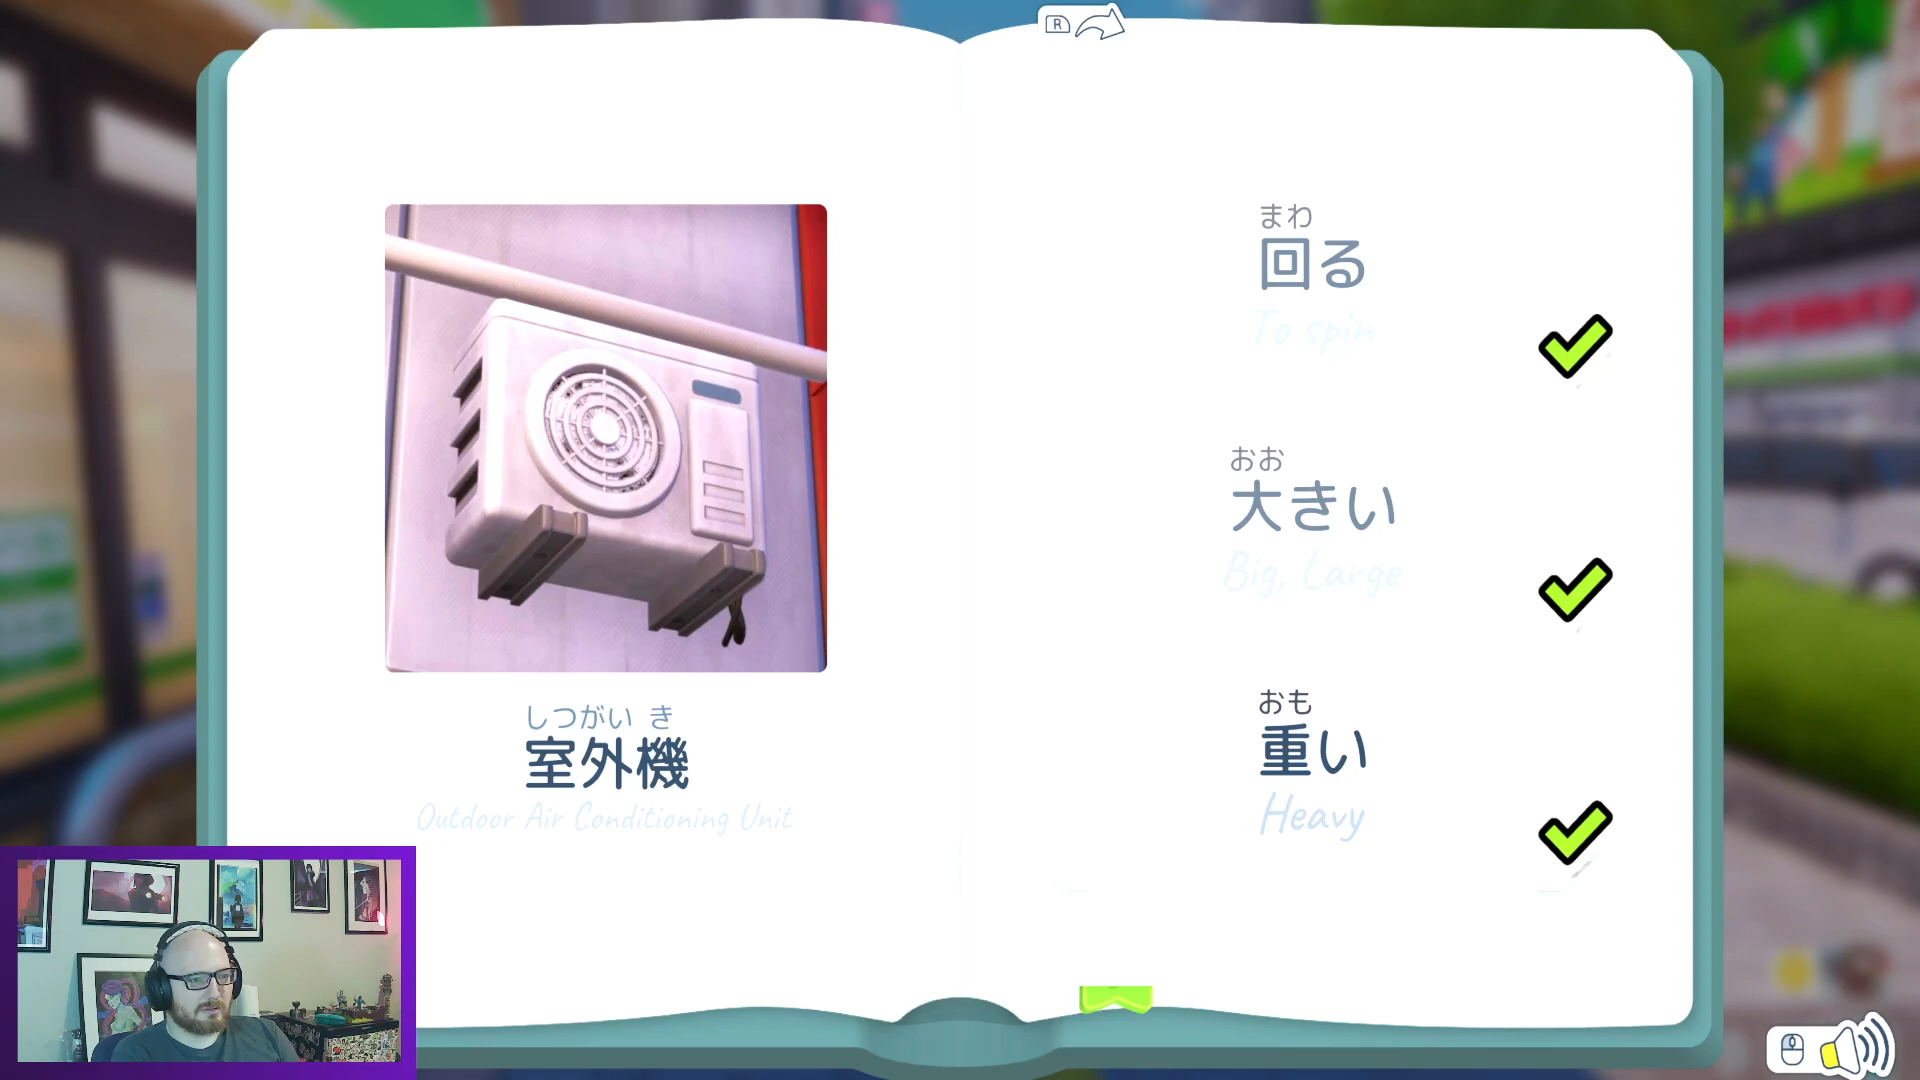 R
しつがい き
室外機
Outdoor Air Conditioning Unit
まわ
回る
To spin
おお
大きい
Big, Large
おも
重い
Heavy